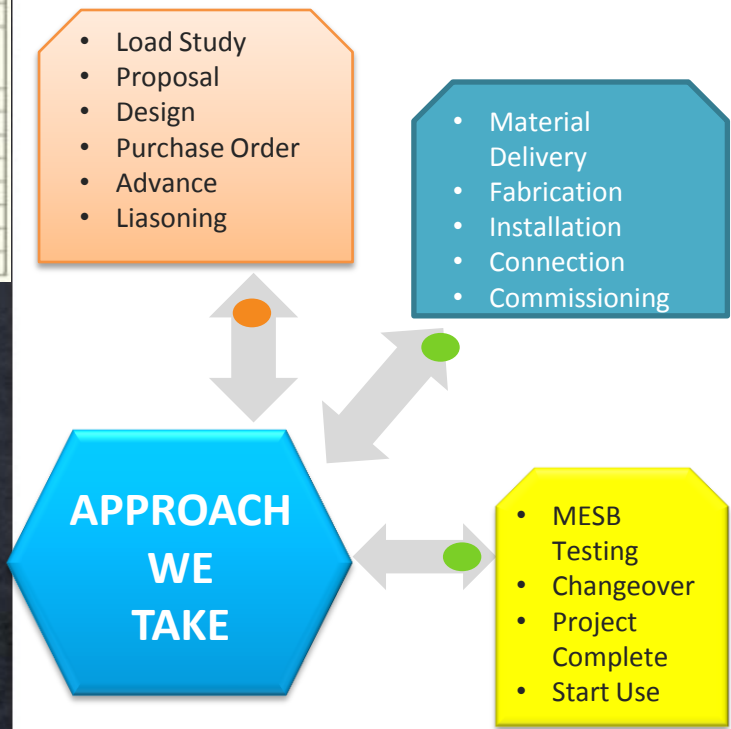 • Load Study
• Proposal
• Design
• Purchase Order
• Advance
• Liasoning
• Material
Delivery
• Fabrication
• Installation
• Connection
• Commissioning
APPROACH
WE
TAKE
• MESB
Testing
• Changeover
• Project
Complete
• Start Use